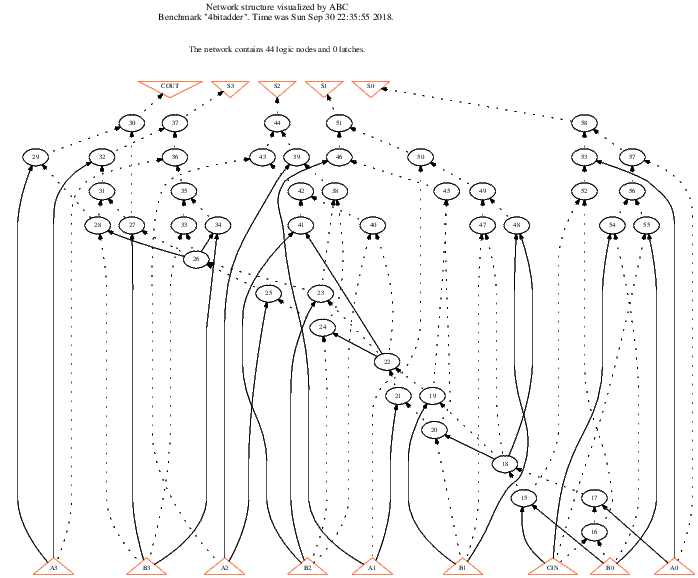 Network structure visualized by ABC
Benchmark "4bitadder". Time was Sun Sep 30 22:35:55 2018.
The network contains 44 logic nodes and 0 latches.
COUT S3 S2 S1 S0
30 37 44 51 58
29 32 36 43 39 46 50 53 57
31 35 42 38 45 49 52 56
28 27 33 34 41 40 47 48 54 55
26
25 23
24
22
21 19
20
18
15 17
16
A3 B3 A2 B2 A1 B1 CIN B0 A0